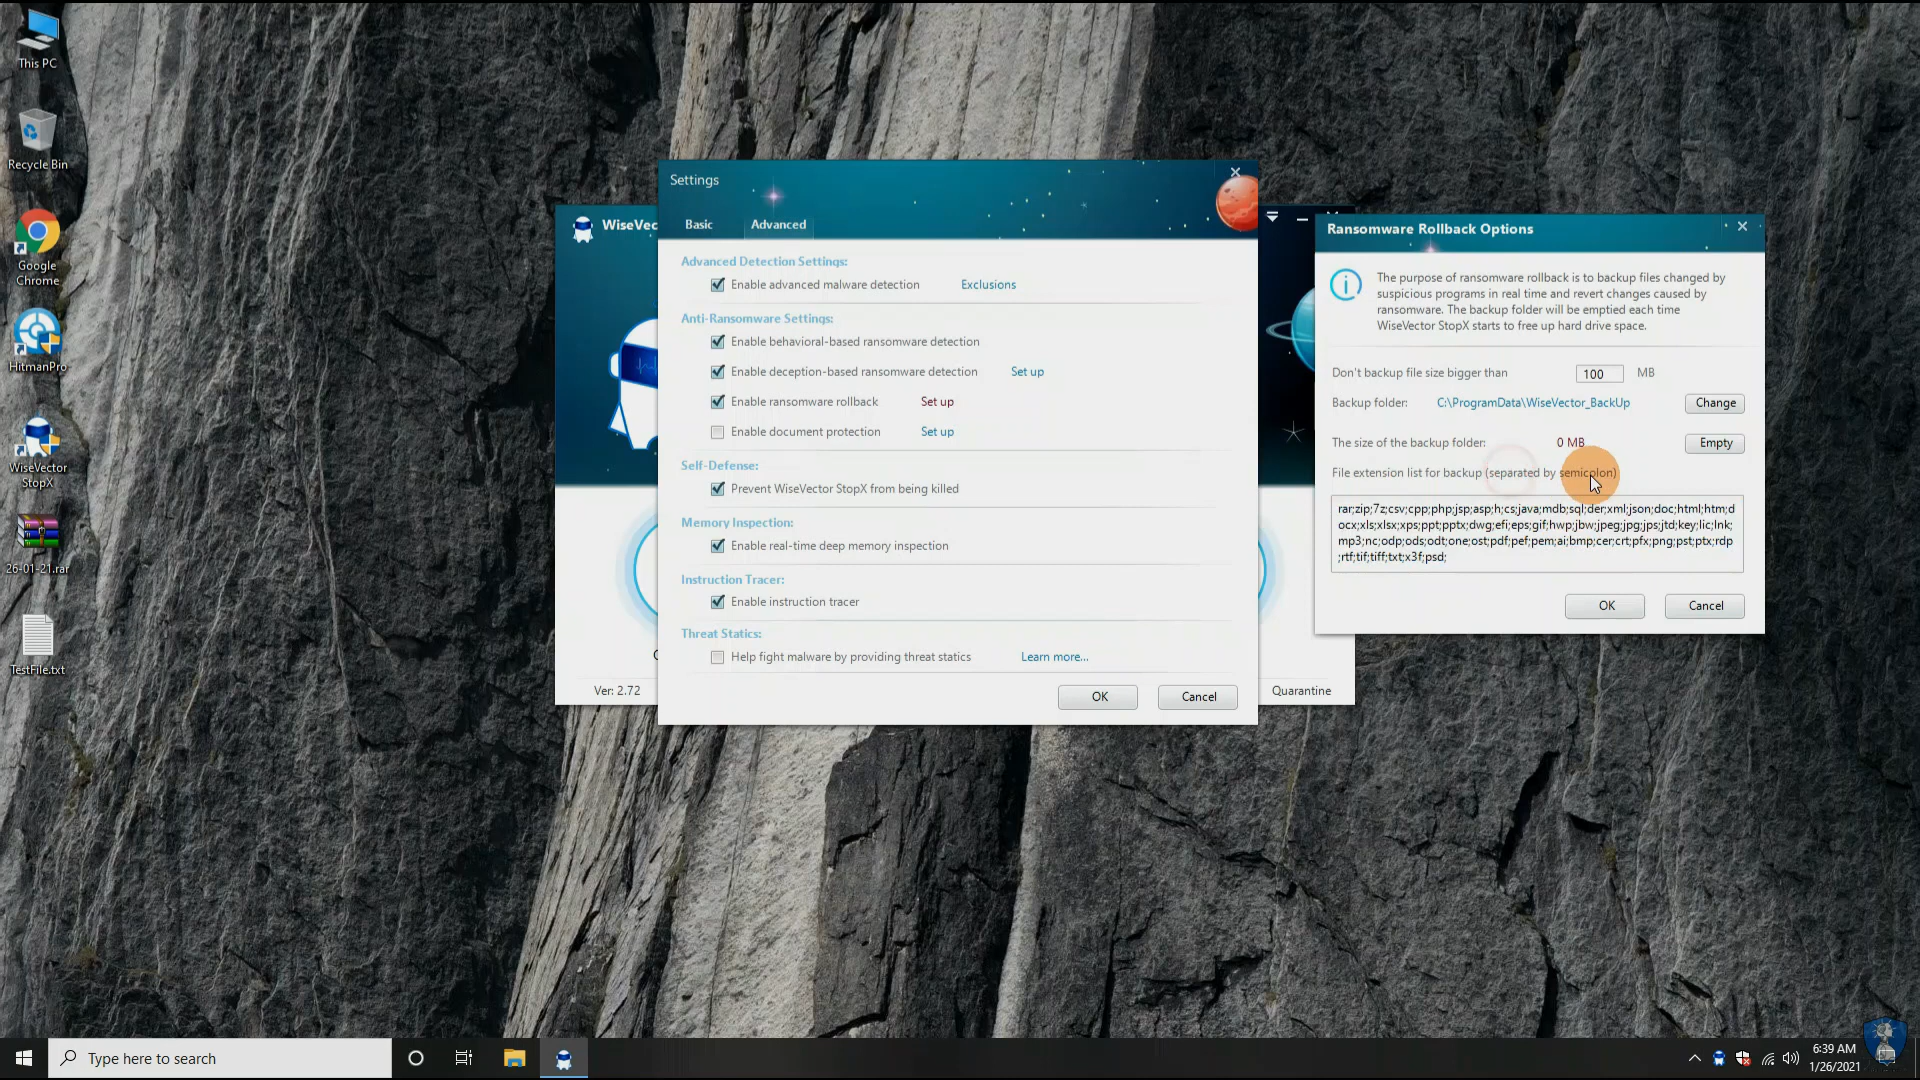 This PC
Recycle Bin
Google
Chrome
HitmanPro
WiseVector
StopX
26-01-21.rar
TestFile.txt
WiseVec
Ver: 2.72
Quarantine
Settings
Basic
Advanced
Advanced Detection Settings:
Enable advanced malware detection
Exclusions
Anti-Ransomware Settings:
Enable behavioral-based ransomware detection
Enable deception-based ransomware detection
Set up
Enable ransomware rollback
Set up
Enable document protection
Set up
Self-Defense:
Prevent WiseVector StopX from being killed
Memory Inspection:
Enable real-time deep memory inspection
Instruction Tracer:
Enable instruction tracer
Threat Statics:
Help fight malware by providing threat statics
Learn more...
OK
Cancel
Ransomware Rollback Options
The purpose of ransomware rollback is to backup files changed by
suspicious programs in real time and revert changes caused by
ransomware. The backup folder will be emptied each time
WiseVector StopX starts to free up hard drive space.
Don't backup file size bigger than
100
MB
Backup folder:
C:\ProgramData\WiseVector_BackUp
Change
The size of the backup folder:
0 MB
Empty
File extension list for backup (separated by semicolon)
rar;zip;7z;csv;cpp;php;jsp;asp;h;cs;java;mdb;sql;der;xml;json;doc;html;htm;d
ocx;xls;xlsx;xps;ppt;pptx;dwg;efi;eps;gif;hwp;jbw;jpeg;jpg;jps;jtd;key;lic;lnk;
mp3;nc;odp;ods;odt;one;ost;pdf;pef;pem;ai;bmp;cer;crt;pfx;png;pst;ptx;rdp
;rtf;tif;tiff;txt;x3f;psd;
OK
Cancel
Type here to search
6:39 AM
1/26/2021